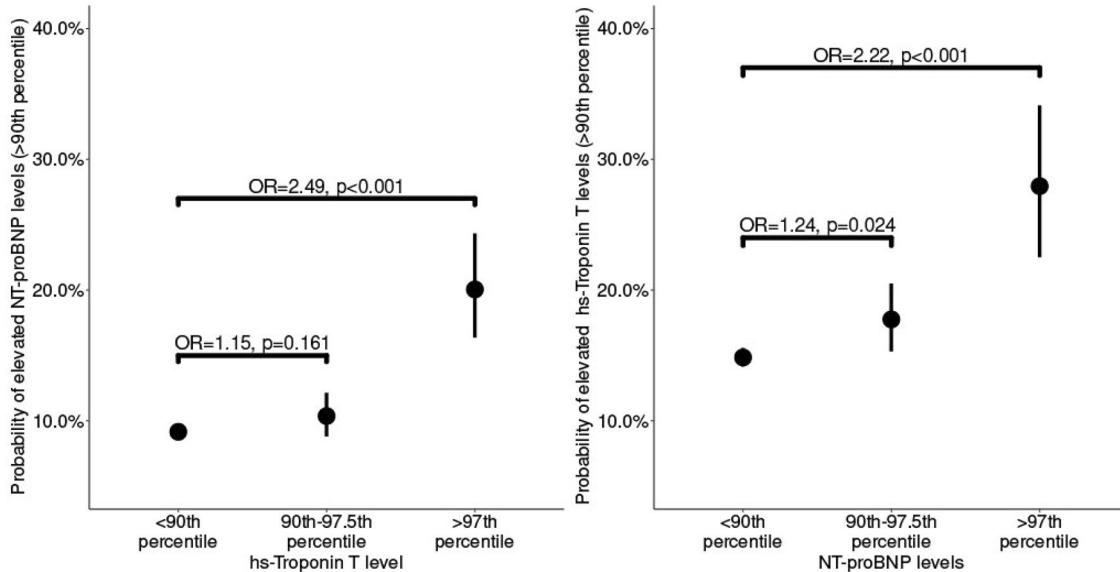 Probability of elevated NT-proBNP levels (>90th percentile)
40.0%
30.0%
20.0%
10.0%
OR=2.49, p<0.001
OR=1.15, p=0.161
<90th
percentile
90th-97.5th
percentile
>97th
percentile
hs-Troponin T level
Probability of elevated hs-Troponin T levels (>90th percentile)
40.0%
30.0%
20.0%
10.0%
OR=2.22, p<0.001
OR=1.24, p=0.024
<90th
percentile
90th-97.5th
percentile
>97th
percentile
NT-proBNP levels